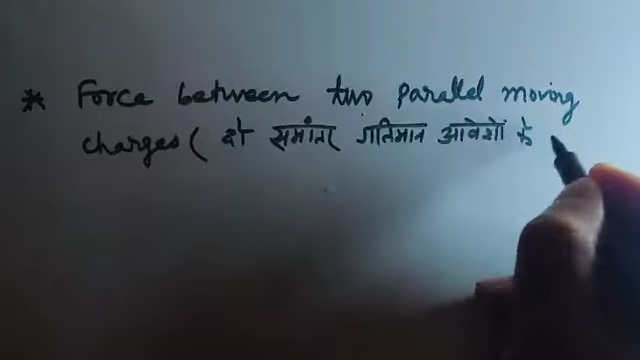 * Force between two parallel moving
charges ( दो समांतर गतिमान आवेशों के